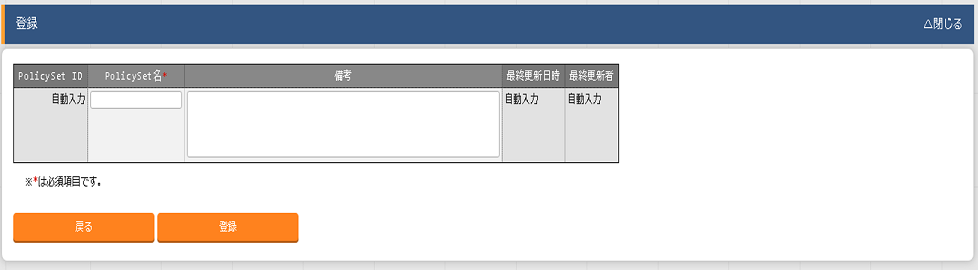 登録 △閉じる
PolicySet ID PolicySet名* 備考 最終更新日時 最終更新者
自動入力 自動入力 自動入力
※*は必須項目です。
戻る 登録